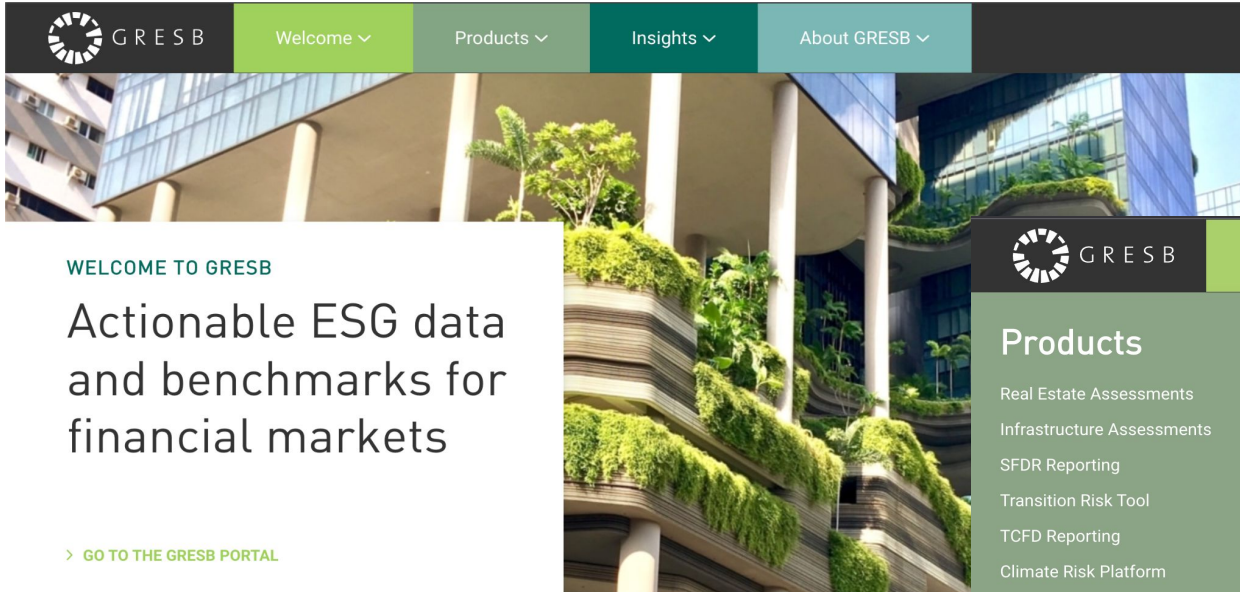 GRESB
Welcome
Products
Insights
About GRESB
WELCOME TO GRESB
Actionable ESG data
and benchmarks for
financial markets
> GO TO THE GRESB PORTAL
GRESB
Products
Real Estate Assessments
Infrastructure Assessments
SFDR Reporting
Transition Risk Tool
TCFD Reporting
Climate Risk Platform